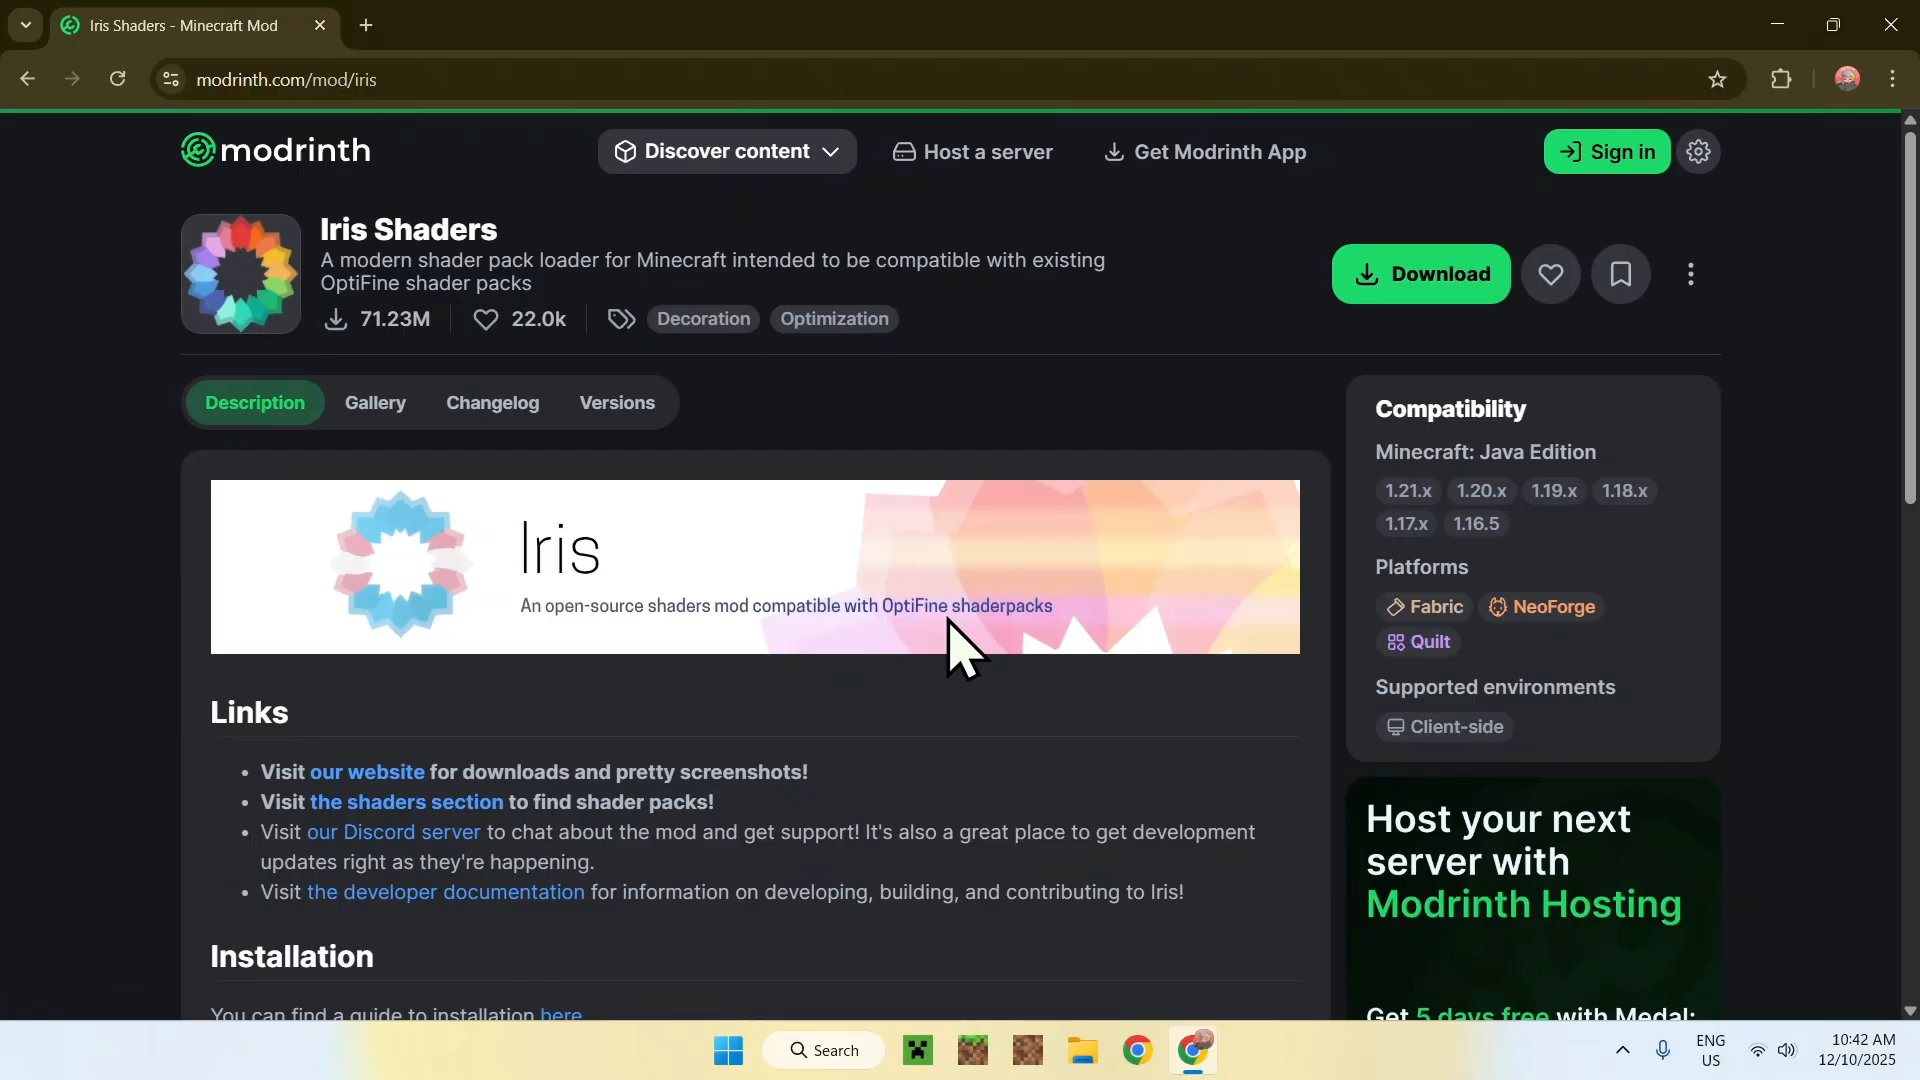 Iris Shaders - Minecraft Mod
modrinth.com/mod/iris
modrinth
Discover content
Host a server
Get Modrinth App
Sign in
Iris Shaders
A modern shader pack loader for Minecraft intended to be compatible with existing
OptiFine shader packs
71.23M
22.0k
Decoration
Optimization
Download
Description
Gallery
Changelog
Versions
Iris
An open-source shaders mod compatible with OptiFine shaderpacks
Links
• Visit our website for downloads and pretty screenshots!
• Visit the shaders section to find shader packs!
• Visit our Discord server to chat about the mod and get support! It's also a great place to get development
updates right as they're happening.
• Visit the developer documentation for information on developing, building, and contributing to Iris!
Installation
You can find a guide to installation here
Compatibility
Minecraft: Java Edition
1.21.x 1.20.x 1.19.x 1.18.x
1.17.x 1.16.5
Platforms
Fabric NeoForge
Quilt
Supported environments
Client-side
Host your next
server with
Modrinth Hosting
Get 5 days free with Medal:
Search
ENG
US
10:42 AM
12/10/2025